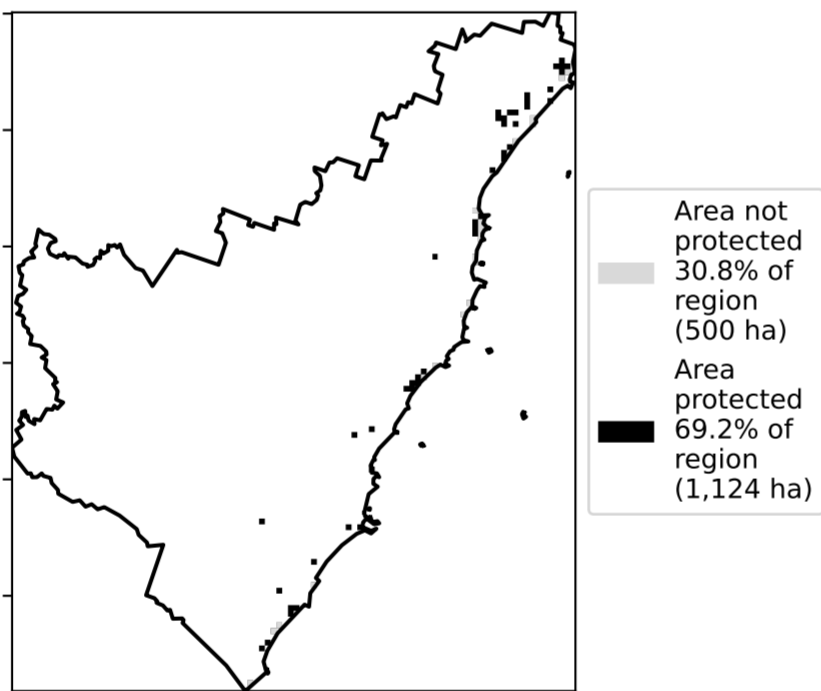 Area not
protected
30.8% of
region
(500 ha)
Area
protected
69.2% of
region
(1,124 ha)